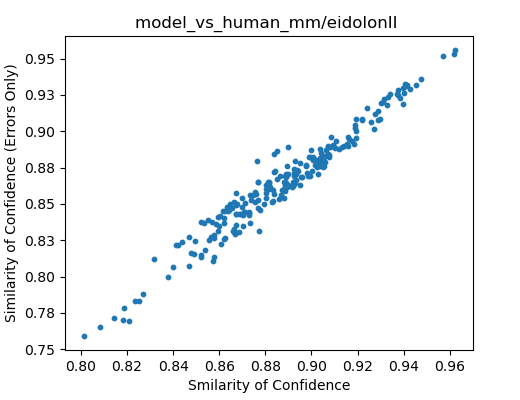 model_vs_human_mm/eidolonII
Similarity of Confidence (Errors Only)
0.95
0.93
0.90
0.88
0.85
0.83
0.80
0.78
0.75
0.80 0.82 0.84 0.86 0.88 0.90 0.92 0.94 0.96
Smilarity of Confidence